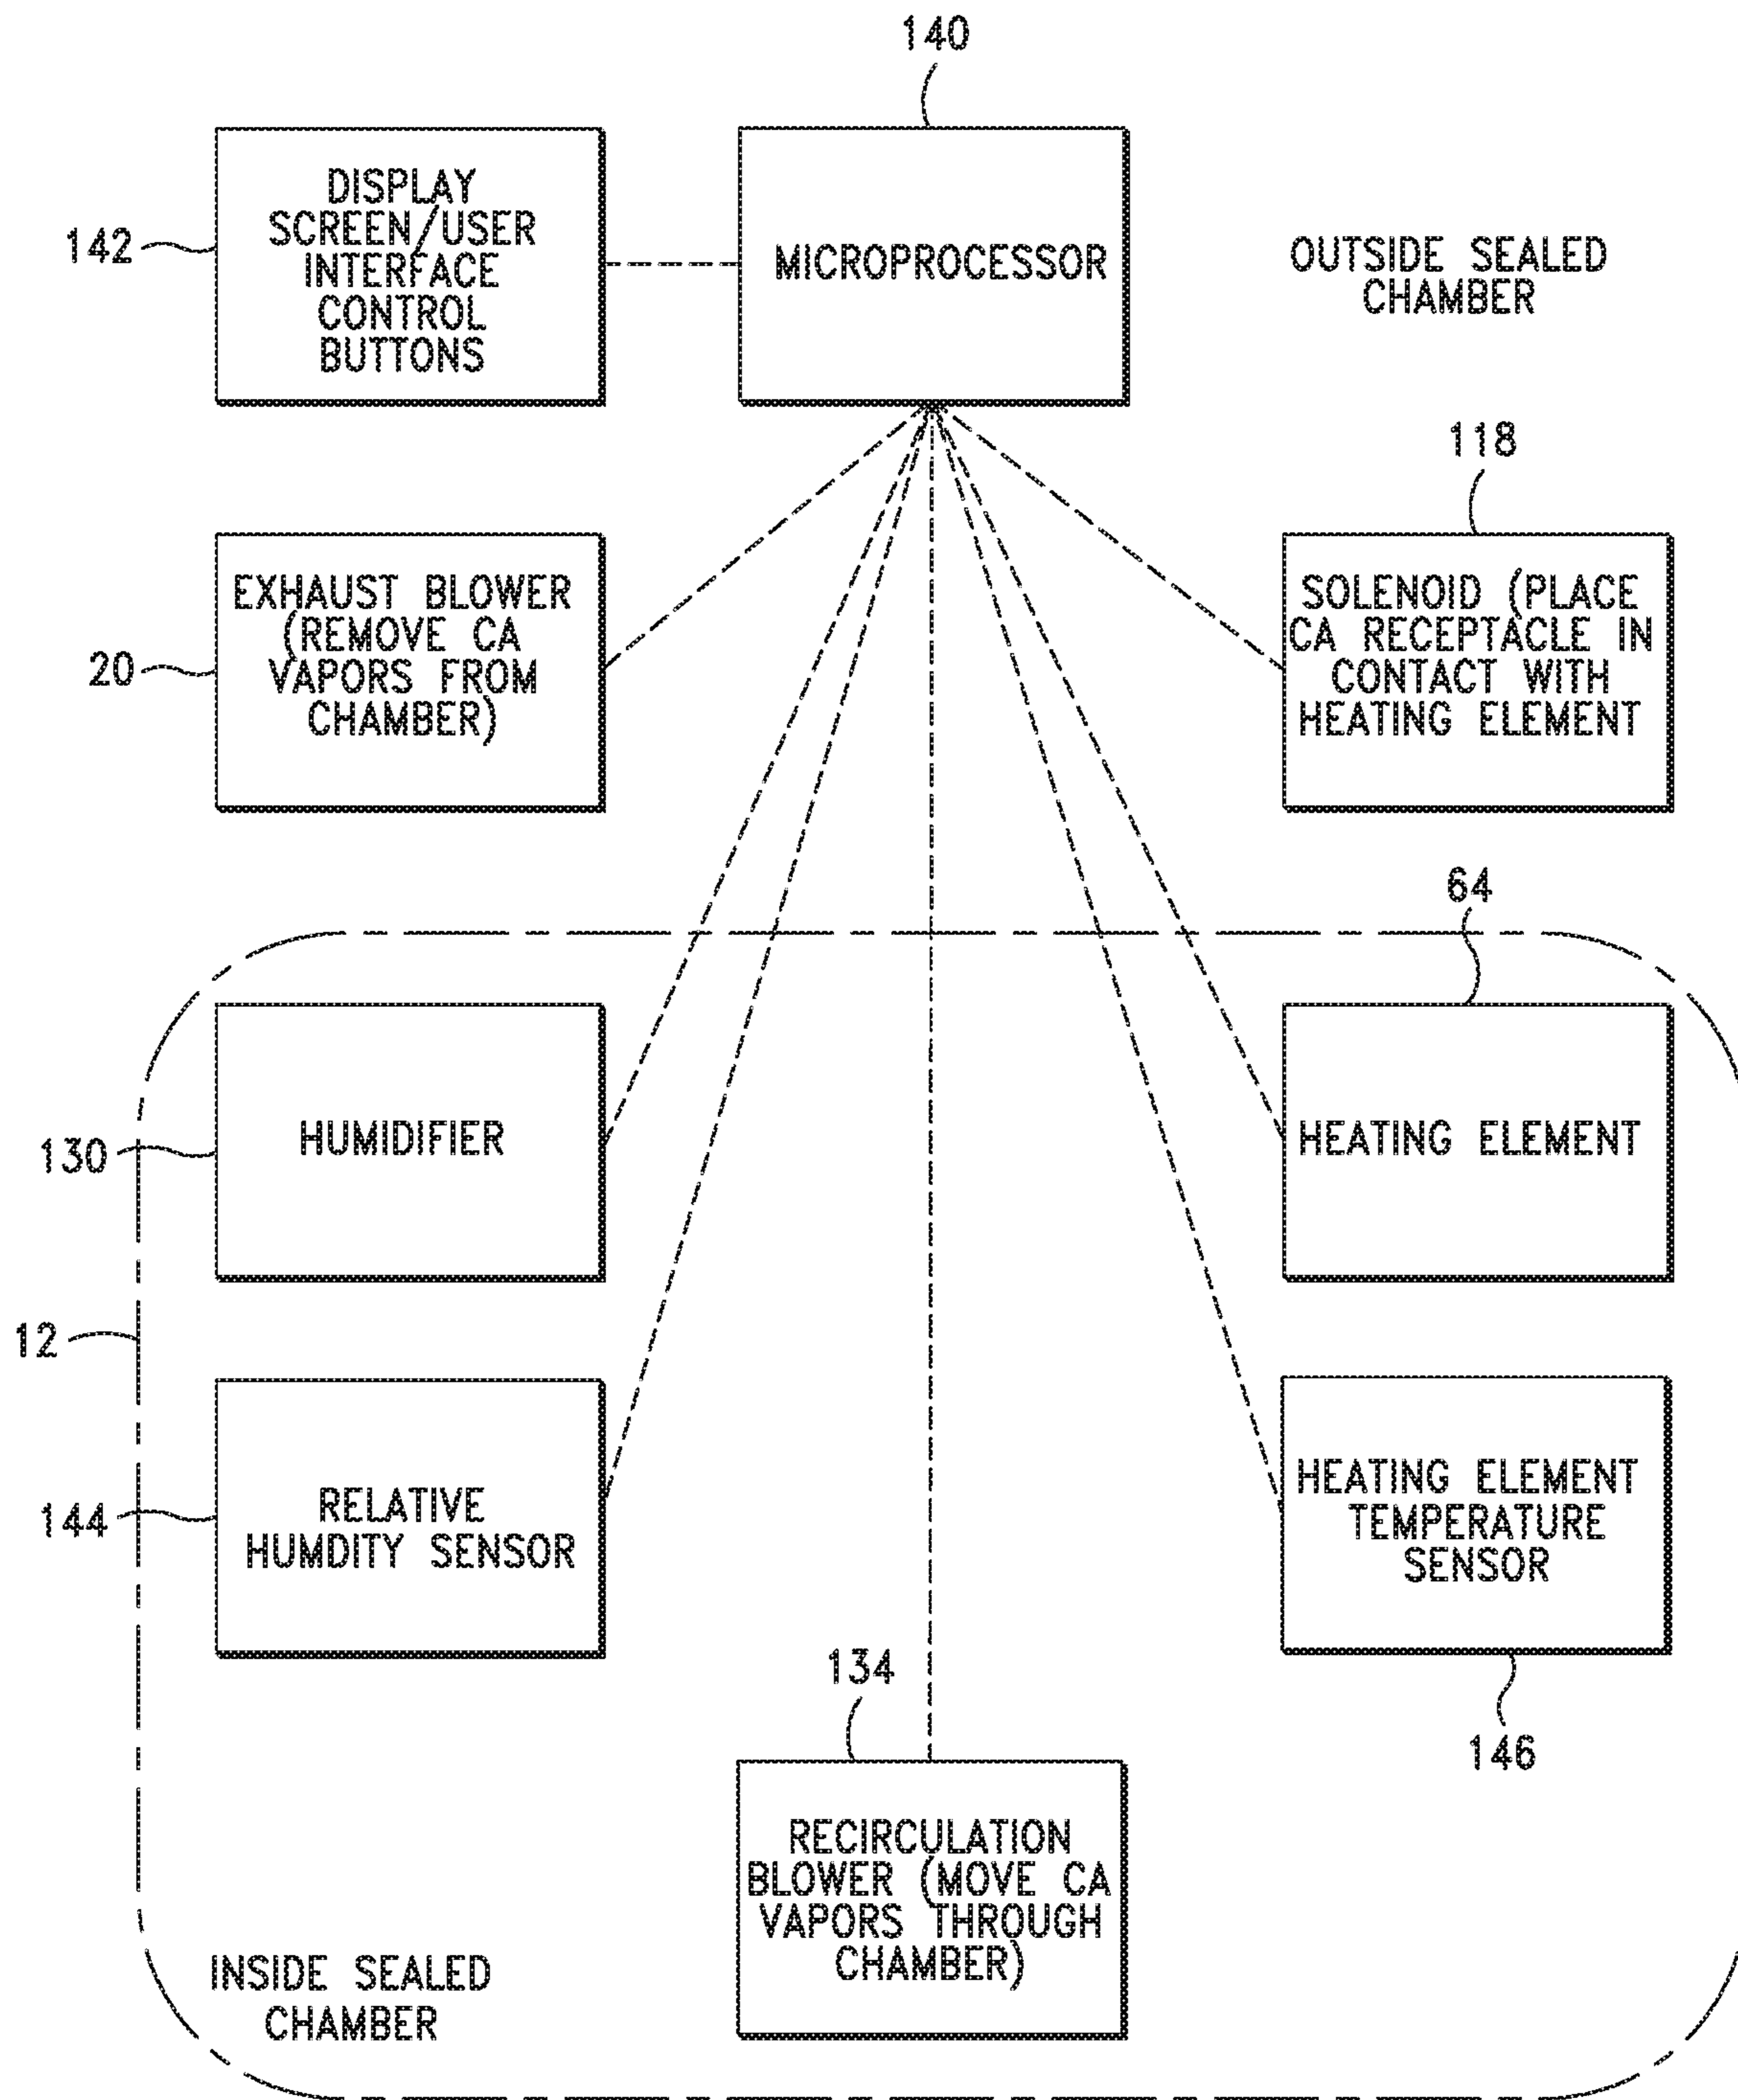 140
DISPLAY
SCREEN/USER
INTERFACE
CONTROL
BUTTONS
142
MICROPROCESSOR
OUTSIDE SEALED
CHAMBER
118
EXHAUST BLOWER
(REMOVE CA
VAPORS FROM
CHAMBER)
20
SOLENOID (PLACE
CA RECEPTACLE IN
CONTACT WITH
HEATING ELEMENT
64
HUMIDIFIER
130
HEATING ELEMENT
12
RELATIVE
HUMDITY SENSOR
144
HEATING ELEMENT
TEMPERATURE
SENSOR
146
134
RECIRCULATION
BLOWER (MOVE CA
VAPORS THROUGH
CHAMBER)
INSIDE SEALED
CHAMBER